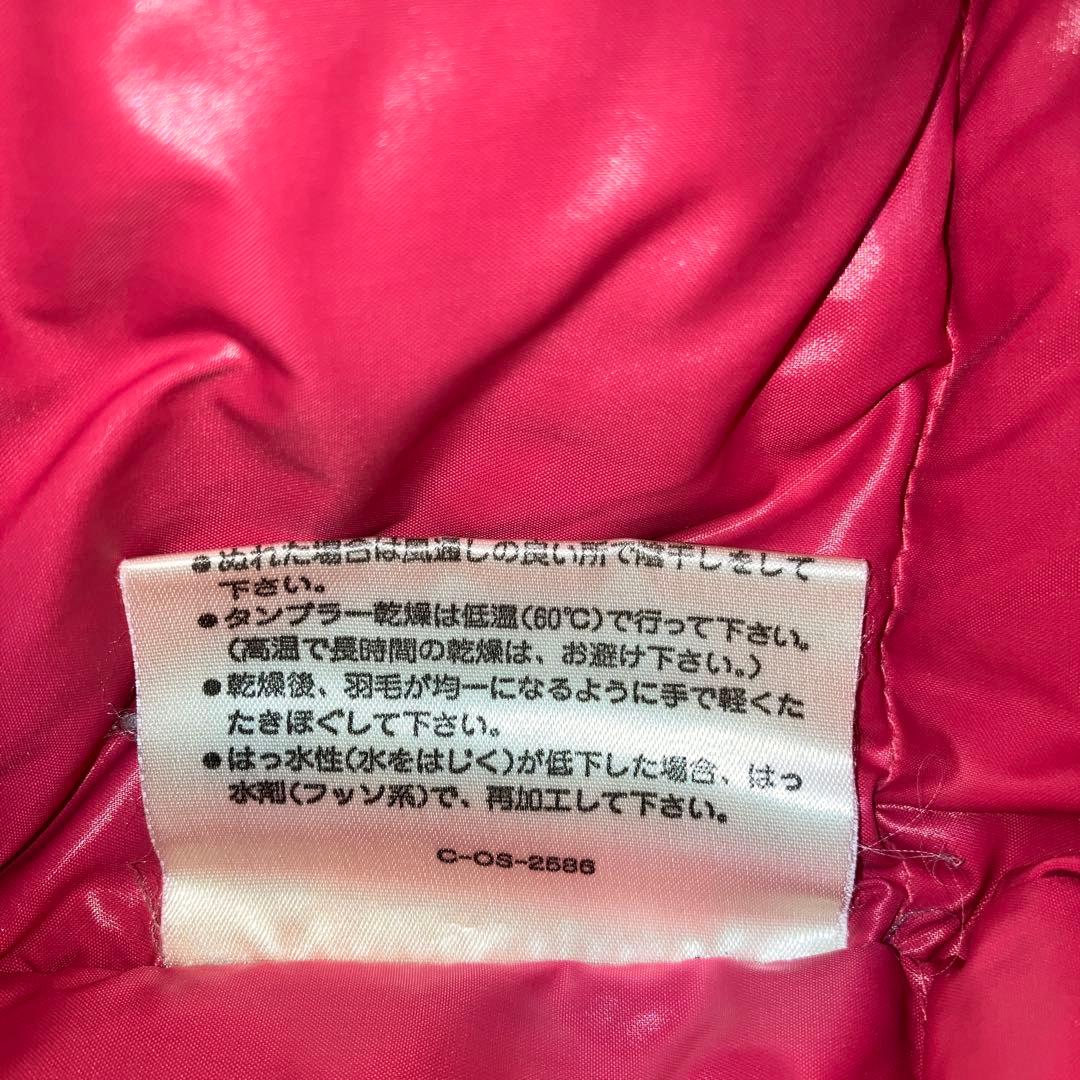 ●ぬれた場合は風通しの良い所で陰干しをして
下さい。
●タンブラー乾燥は低温(60℃)で行って下さい。
(高温で長時間の乾燥は、お避け下さい。)
●乾燥後、羽毛が均一になるように手で軽くた
たきほぐして下さい。
●はっ水性(水をはじく)が低下した場合、はっ
水剤(フッソ系)で、再加工して下さい。
C-OS-2586